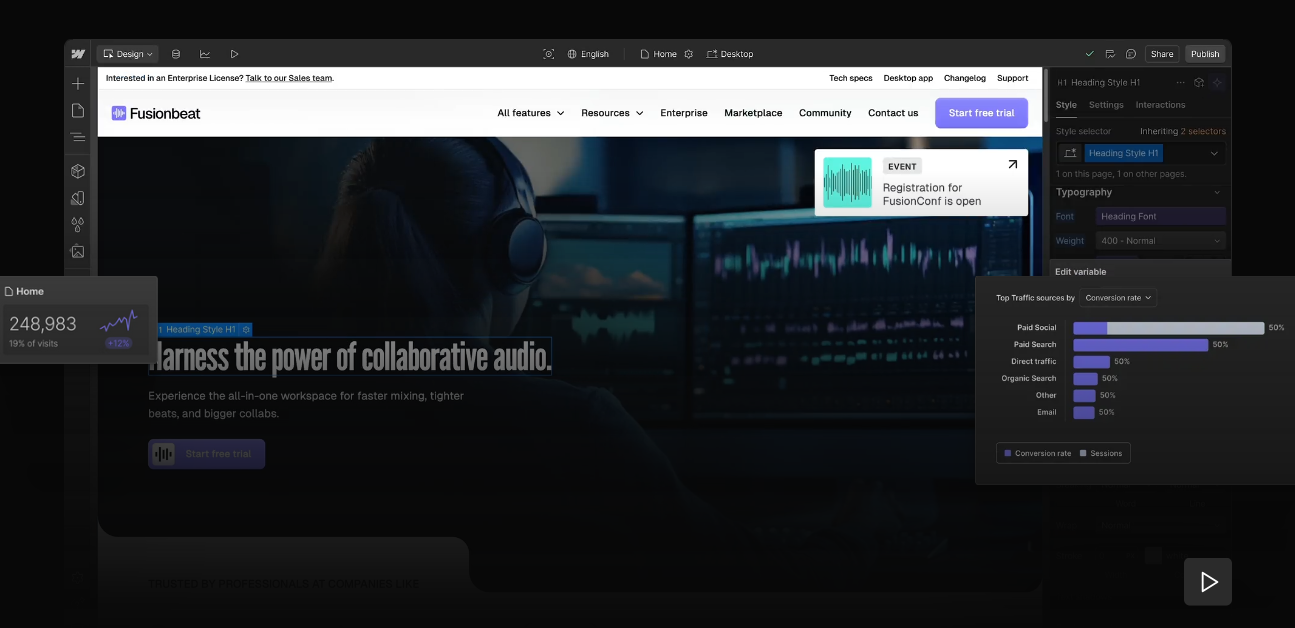 Design
English
Home
Desktop
Share
Publish
Interested in an Enterprise License? Talk to our Sales team.
Tech specs
Desktop app
Changelog
Support
Fusionbeat
All features
Resources
Enterprise
Marketplace
Community
Contact us
Start free trial
EVENT
Registration for
FusionConf is open
H1 Heading Style H1
Style
Settings
Interactions
Style selector
Inheriting 2 selectors
Heading Style H1
1 on this page, 1 on other pages.
Typography
Font
Heading Font
Weight
400 - Normal
Edit variable
Home
248,983
19% of visits
+12%
Heading Style H1
Harness the power of collaborative audio.
Experience the all-in-one workspace for faster mixing, tighter
beats, and bigger collabs.
Start free trial
Top Traffic sources by
Conversion rate
Paid Social
50%
Paid Search
50%
Direct traffic
50%
Organic Search
50%
Other
50%
Email
50%
Conversion rate
Sessions
TRUSTED BY PROFESSIONALS AT COMPANIES LIKE